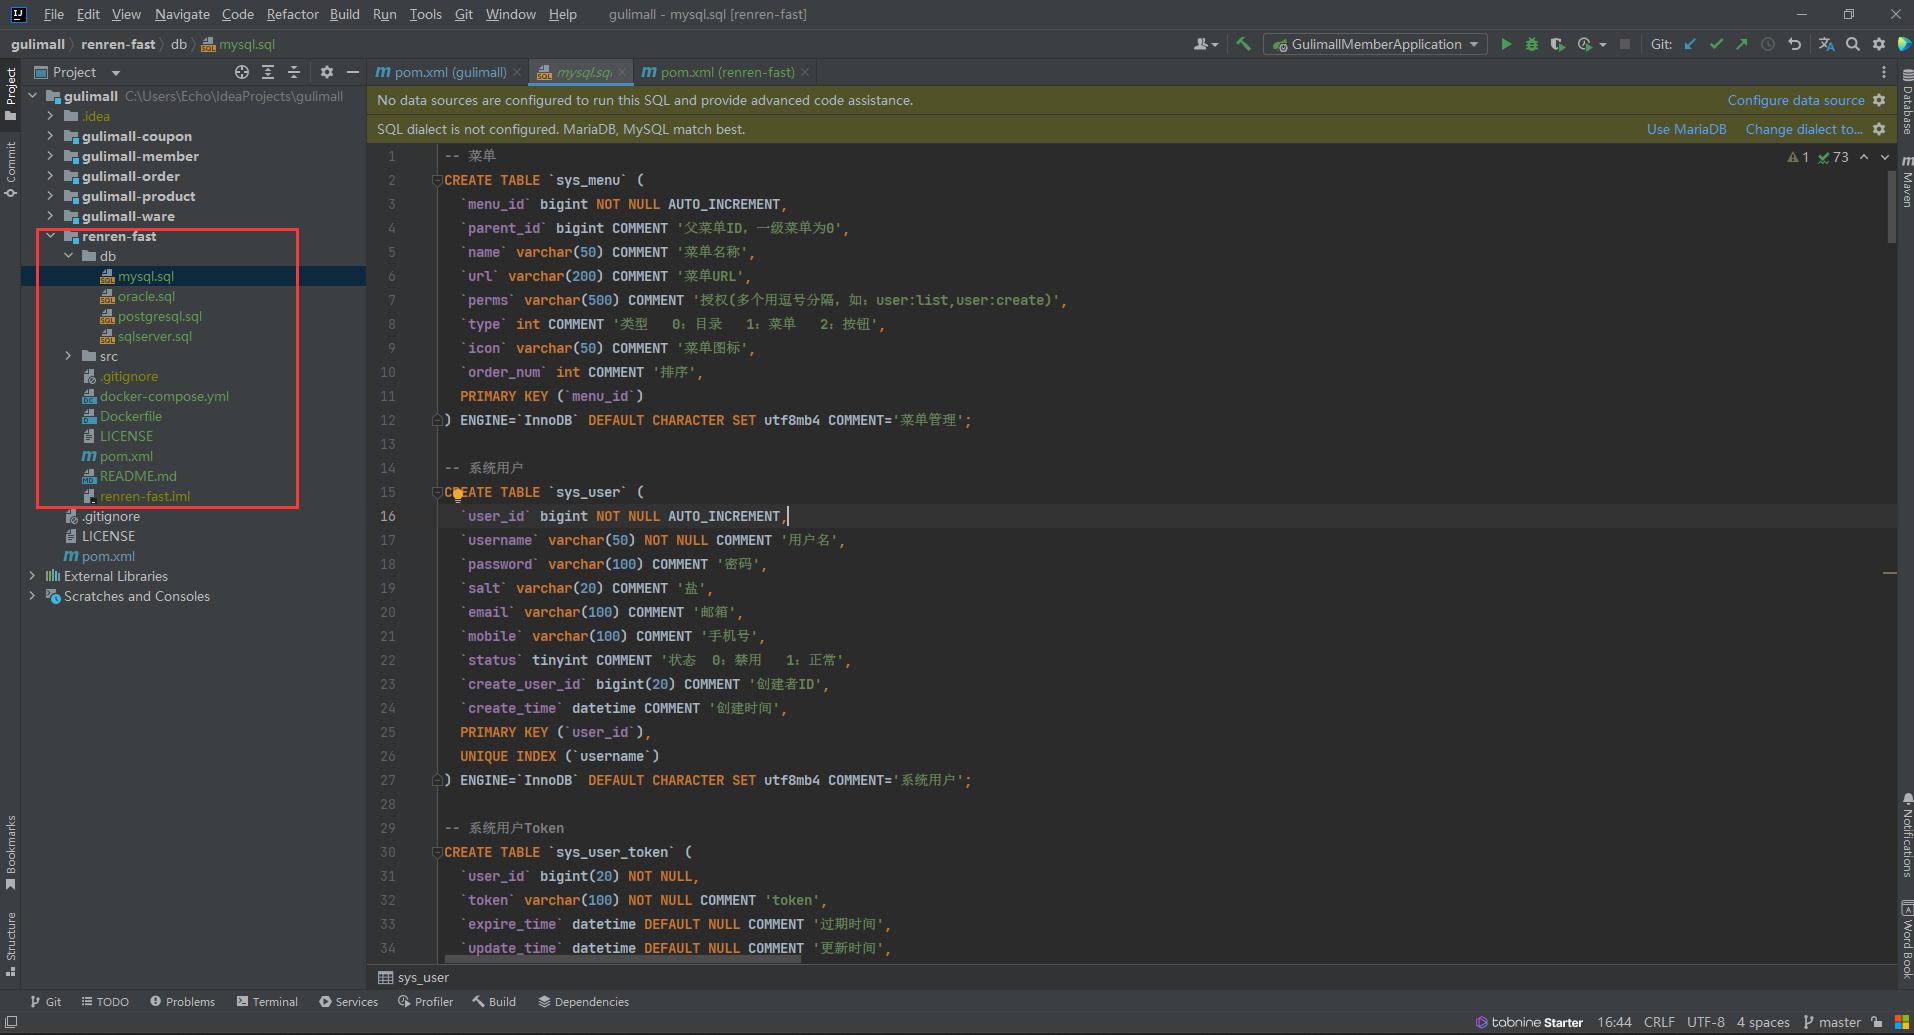 File Edit View Navigate Code Refactor Build Run Tools Git Window Help gulimall - mysql.sql [renren-fast]
gulimall renren-fast db mysql.sql GulimallMemberApplication Git:
Project pom.xml (gulimall) mysql.sql pom.xml (renren-fast)
No data sources are configured to run this SQL and provide advanced code assistance. Configure data source
SQL dialect is not configured. MariaDB, MySQL match best. Use MariaDB Change dialect to...
Project
Commit
Bookmarks
Structure
gulimall C:\Users\Echo\IdeaProjects\gulimall
.idea
gulimall-coupon
gulimall-member
gulimall-order
gulimall-product
gulimall-ware
renren-fast
db
mysql.sql
oracle.sql
postgresql.sql
sqlserver.sql
src
.gitignore
docker-compose.yml
Dockerfile
LICENSE
pom.xml
README.md
renren-fast.iml
.gitignore
LICENSE
pom.xml
External Libraries
Scratches and Consoles
1 73
1 -- 菜单
2 CREATE TABLE `sys_menu` (
3 `menu_id` bigint NOT NULL AUTO_INCREMENT,
4 `parent_id` bigint COMMENT '父菜单ID，一级菜单为0',
5 `name` varchar(50) COMMENT '菜单名称',
6 `url` varchar(200) COMMENT '菜单URL',
7 `perms` varchar(500) COMMENT '授权(多个用逗号分隔，如：user:list,user:create)',
8 `type` int COMMENT '类型   0：目录   1：菜单   2：按钮',
9 `icon` varchar(50) COMMENT '菜单图标',
10 `order_num` int COMMENT '排序',
11 PRIMARY KEY (`menu_id`)
12 ) ENGINE=`InnoDB` DEFAULT CHARACTER SET utf8mb4 COMMENT='菜单管理';
13
14 -- 系统用户
15 CREATE TABLE `sys_user` (
16 `user_id` bigint NOT NULL AUTO_INCREMENT,
17 `username` varchar(50) NOT NULL COMMENT '用户名',
18 `password` varchar(100) COMMENT '密码',
19 `salt` varchar(20) COMMENT '盐',
20 `email` varchar(100) COMMENT '邮箱',
21 `mobile` varchar(100) COMMENT '手机号',
22 `status` tinyint COMMENT '状态  0：禁用   1：正常',
23 `create_user_id` bigint(20) COMMENT '创建者ID',
24 `create_time` datetime COMMENT '创建时间',
25 PRIMARY KEY (`user_id`),
26 UNIQUE INDEX (`username`)
27 ) ENGINE=`InnoDB` DEFAULT CHARACTER SET utf8mb4 COMMENT='系统用户';
28
29 -- 系统用户Token
30 CREATE TABLE `sys_user_token` (
31 `user_id` bigint(20) NOT NULL,
32 `token` varchar(100) NOT NULL COMMENT 'token',
33 `expire_time` datetime DEFAULT NULL COMMENT '过期时间',
34 `update_time` datetime DEFAULT NULL COMMENT '更新时间',
sys_user
Database
Maven
Notifications
Word Book
Git TODO Problems Terminal Services Profiler Build Dependencies
tabnine Starter 16:44 CRLF UTF-8 4 spaces master